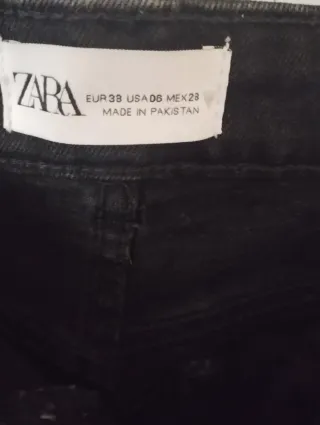 ZARA
EUR 38 USA 06 MEX 28
MADE IN PAKISTAN